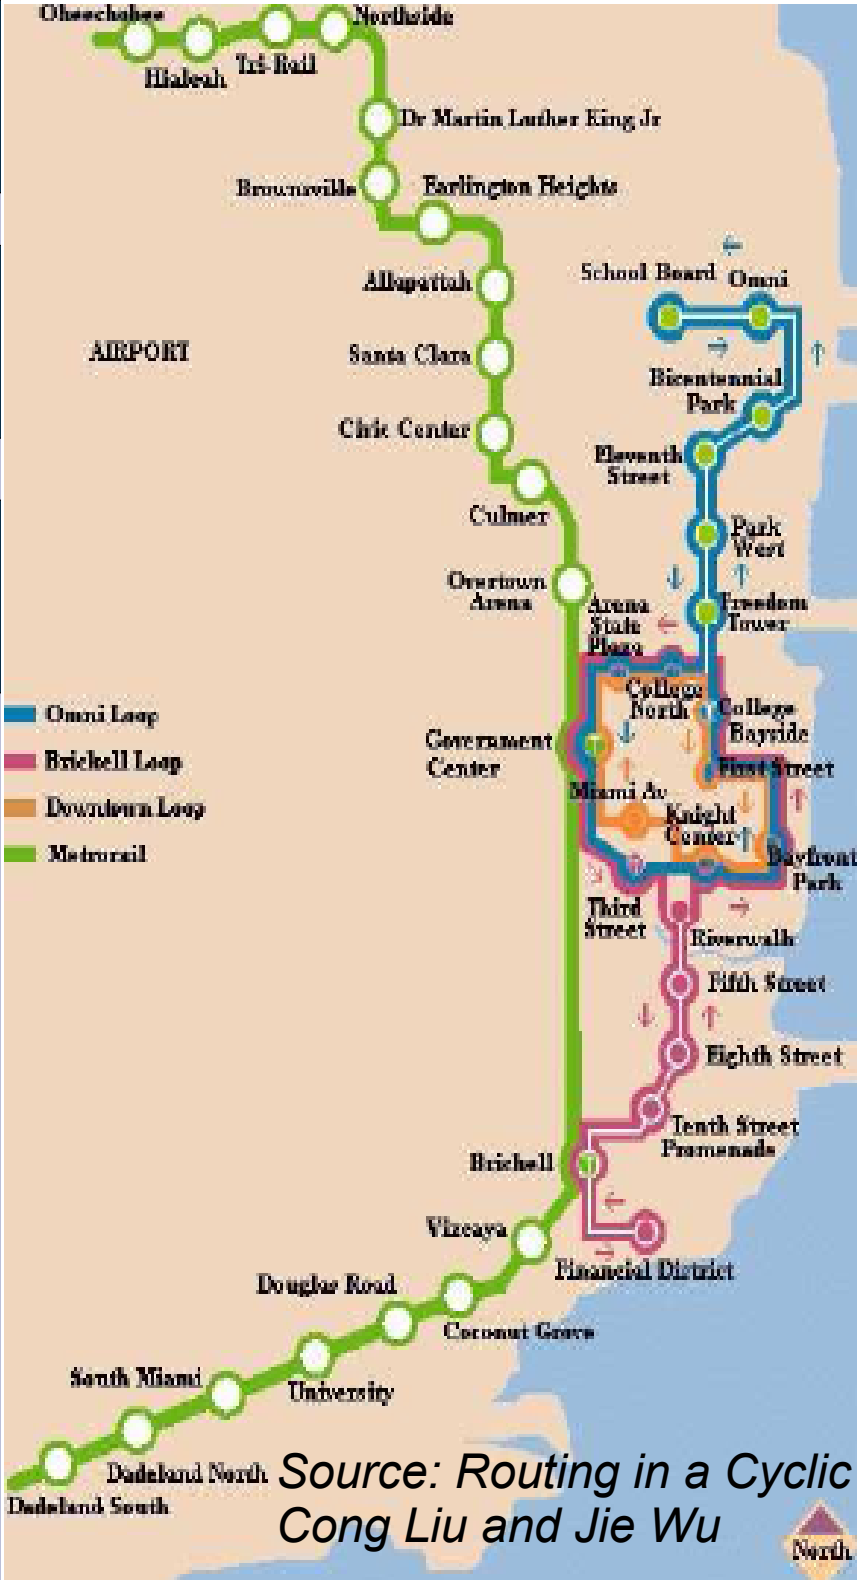 Okeechobee
Northside
Hialeah
Tri-Rail
Dr Martin Luther King Jr
Brownsville
Earlington Heights
Allapattah
School Board
Omni
AIRPORT
Santa Clara
Bicentennial
Park
Civic Center
Eleventh
Street
Culmer
Park
West
Overtown
Arena
Arena
State
Plaza
Freedom
Tower
College
North
College
Bayside
Omni Loop
Government
Center
Brickell Loop
First Street
Miami Av
Downtown Loop
Knight
Center
Metrorail
Bayfront
Park
Third
Street
Riverwalk
Fifth Street
Eighth Street
Tenth Street
Promenade
Brickell
Vizcaya
Financial District
Douglas Road
Coconut Grove
South Miami
University
Dadeland North
Dadeland South
Source: Routing in a Cyclic
Cong Liu and Jie Wu
North